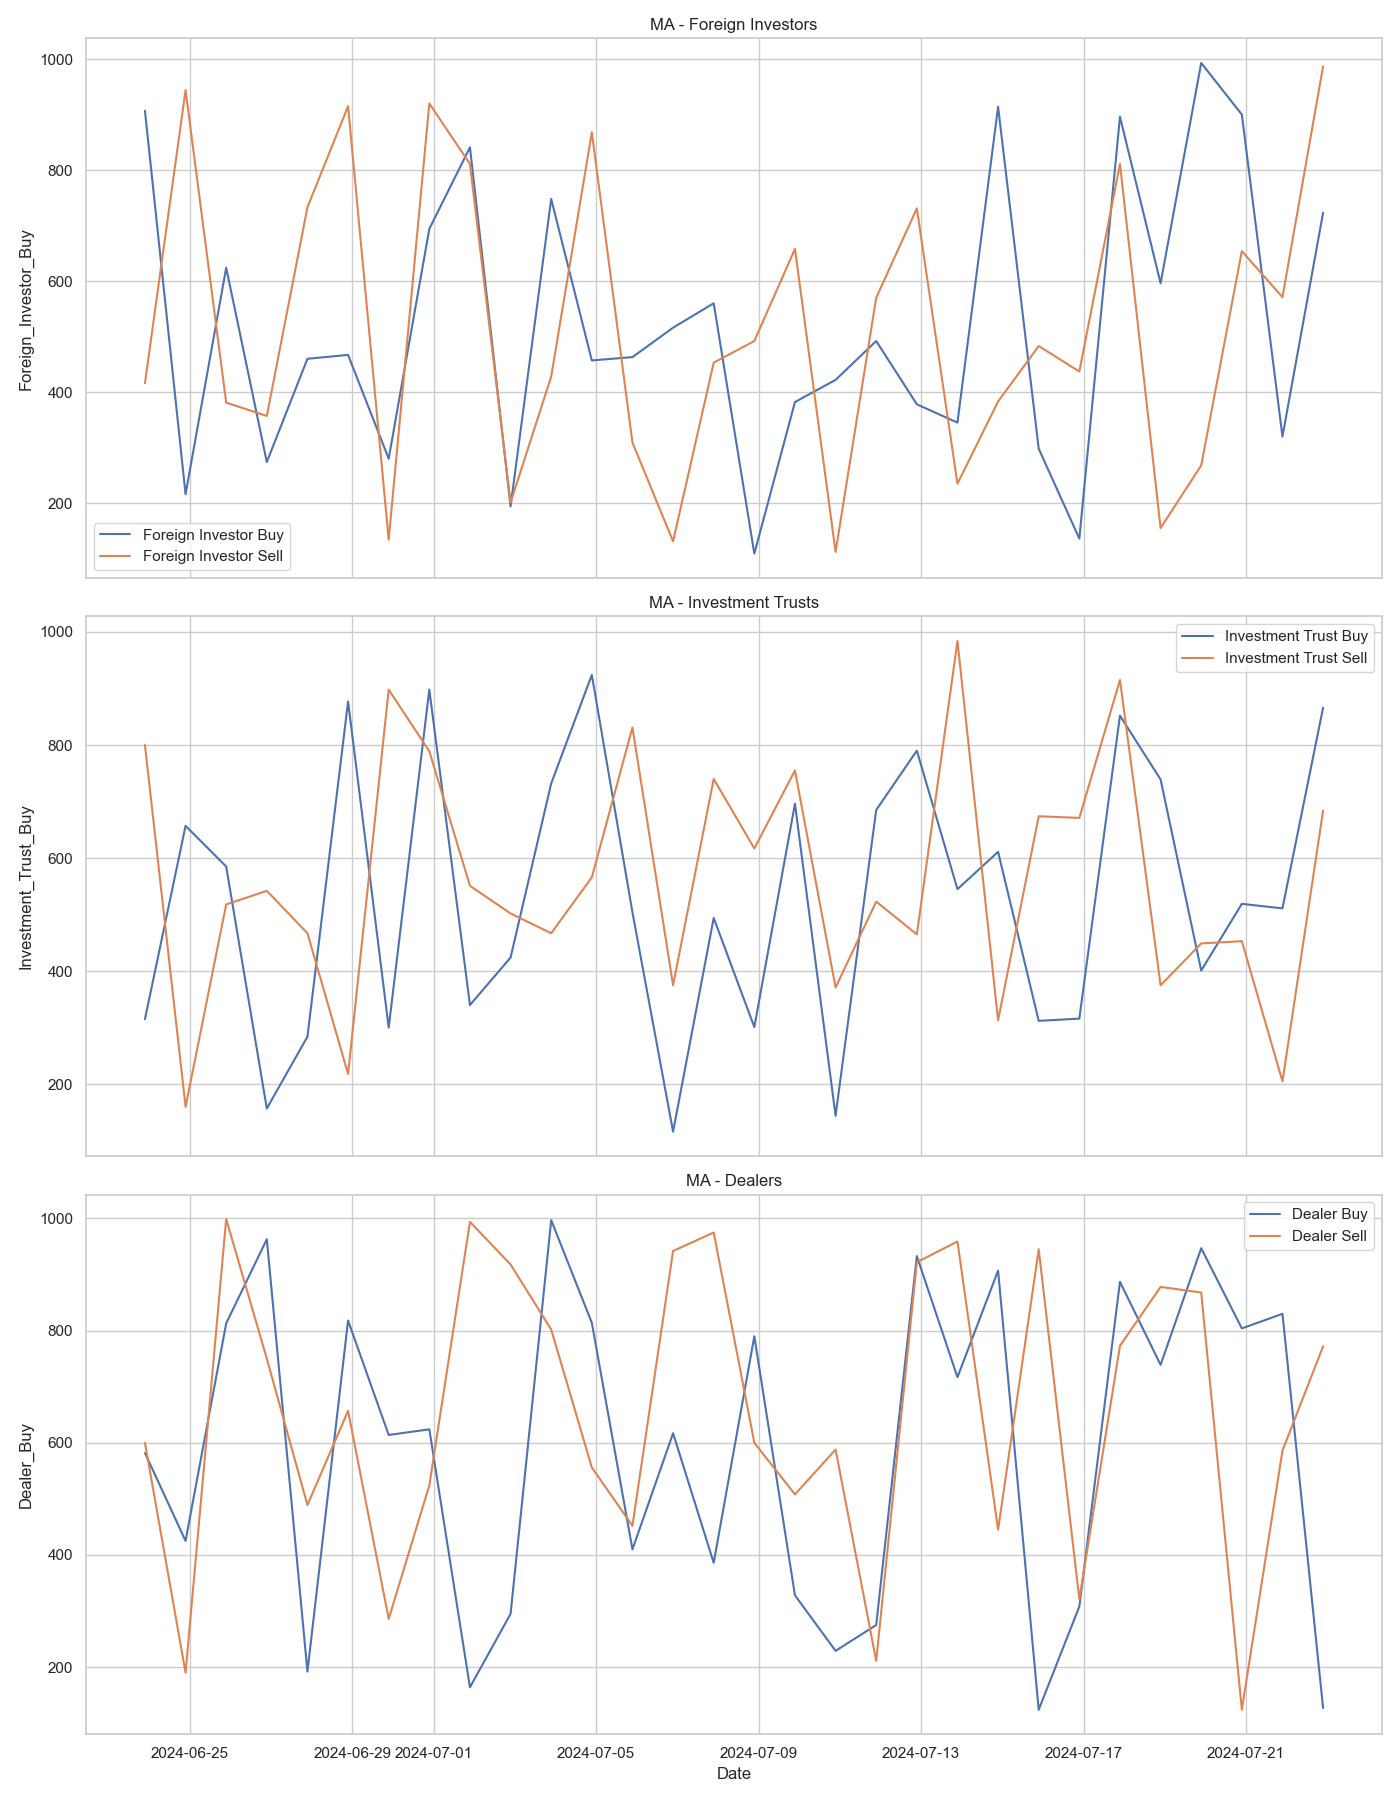 MA - Foreign Investors
1000
800
600
400
200
Foreign_Investor_Buy
Foreign Investor Buy
Foreign Investor Sell
MA - Investment Trusts
1000
800
600
400
200
Investment_Trust_Buy
Investment Trust Buy
Investment Trust Sell
MA - Dealers
1000
800
600
400
200
Dealer_Buy
Dealer Buy
Dealer Sell
2024-06-25 2024-06-29 2024-07-01 2024-07-05 2024-07-09 2024-07-13 2024-07-17 2024-07-21
Date